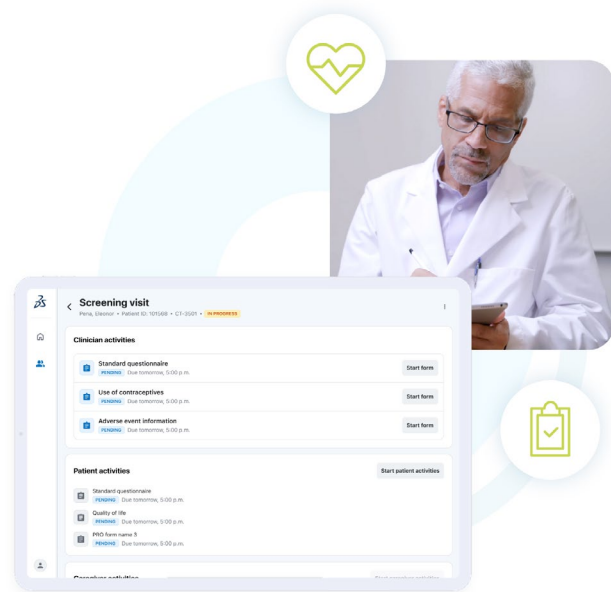 Screening visit
Pena, Eleonor • Patient ID: 101568 • CT-2501 • IN PROGRESS
Clinician activities
Standard questionnaire
PENDING Due tomorrow, 5:00 p.m.
Start form
Use of contraceptives
PENDING Due tomorrow, 5:00 p.m.
Start form
Adverse event information
PENDING Due tomorrow, 5:00 p.m.
Start form
Patient activities
Start patient activities
Standard questionnaire
PENDING Due tomorrow, 5:00 p.m.
Quality of life
PENDING Due tomorrow, 5:00 p.m.
PRO form name 3
PENDING Due tomorrow, 5:00 p.m.